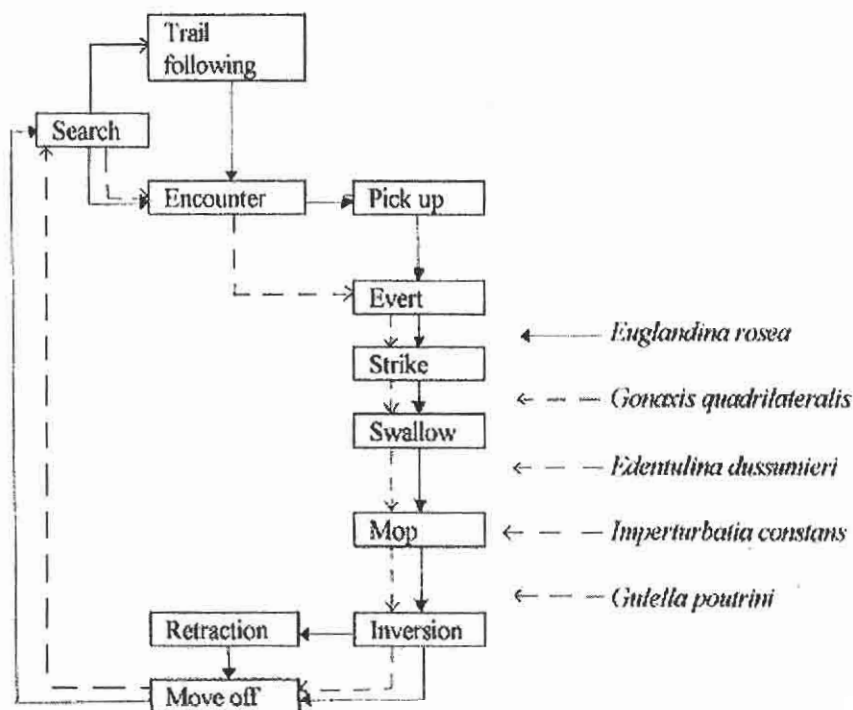 Trail
following
Search
Encounter
Pick up
Evert
Strike
Swallow
Mop
Inversion
Retraction
Move off
Euglandina rosea
Gonaxis quadrilateralis
Edentulina dussumieri
Imperturbatia constans
Gulella poutrini